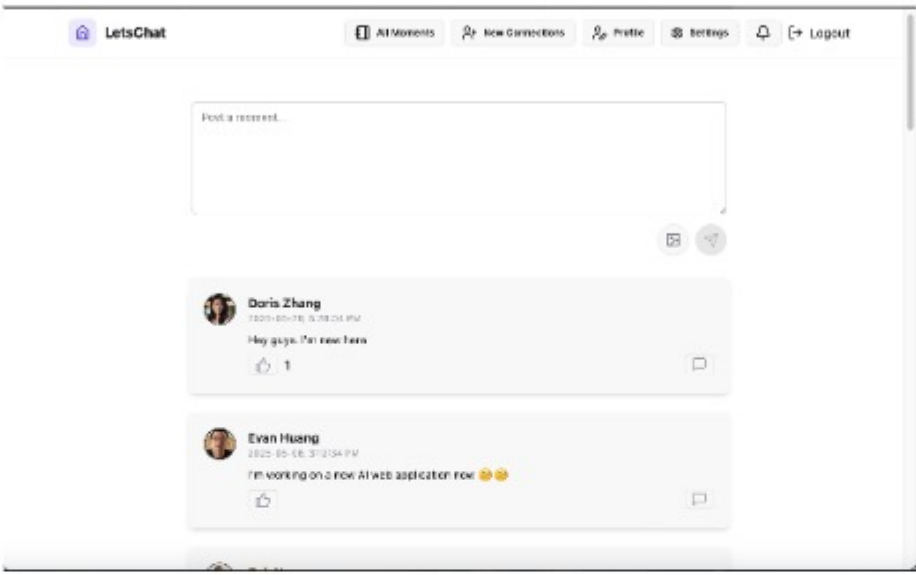 LetsChat
All Moments
New Connections
Profile
Settings
Logout
Post a moment...
Doris Zhang
Hey guys. I'm new here
1
Evan Huang
I'm working on a new AI web application now 🧐🧐